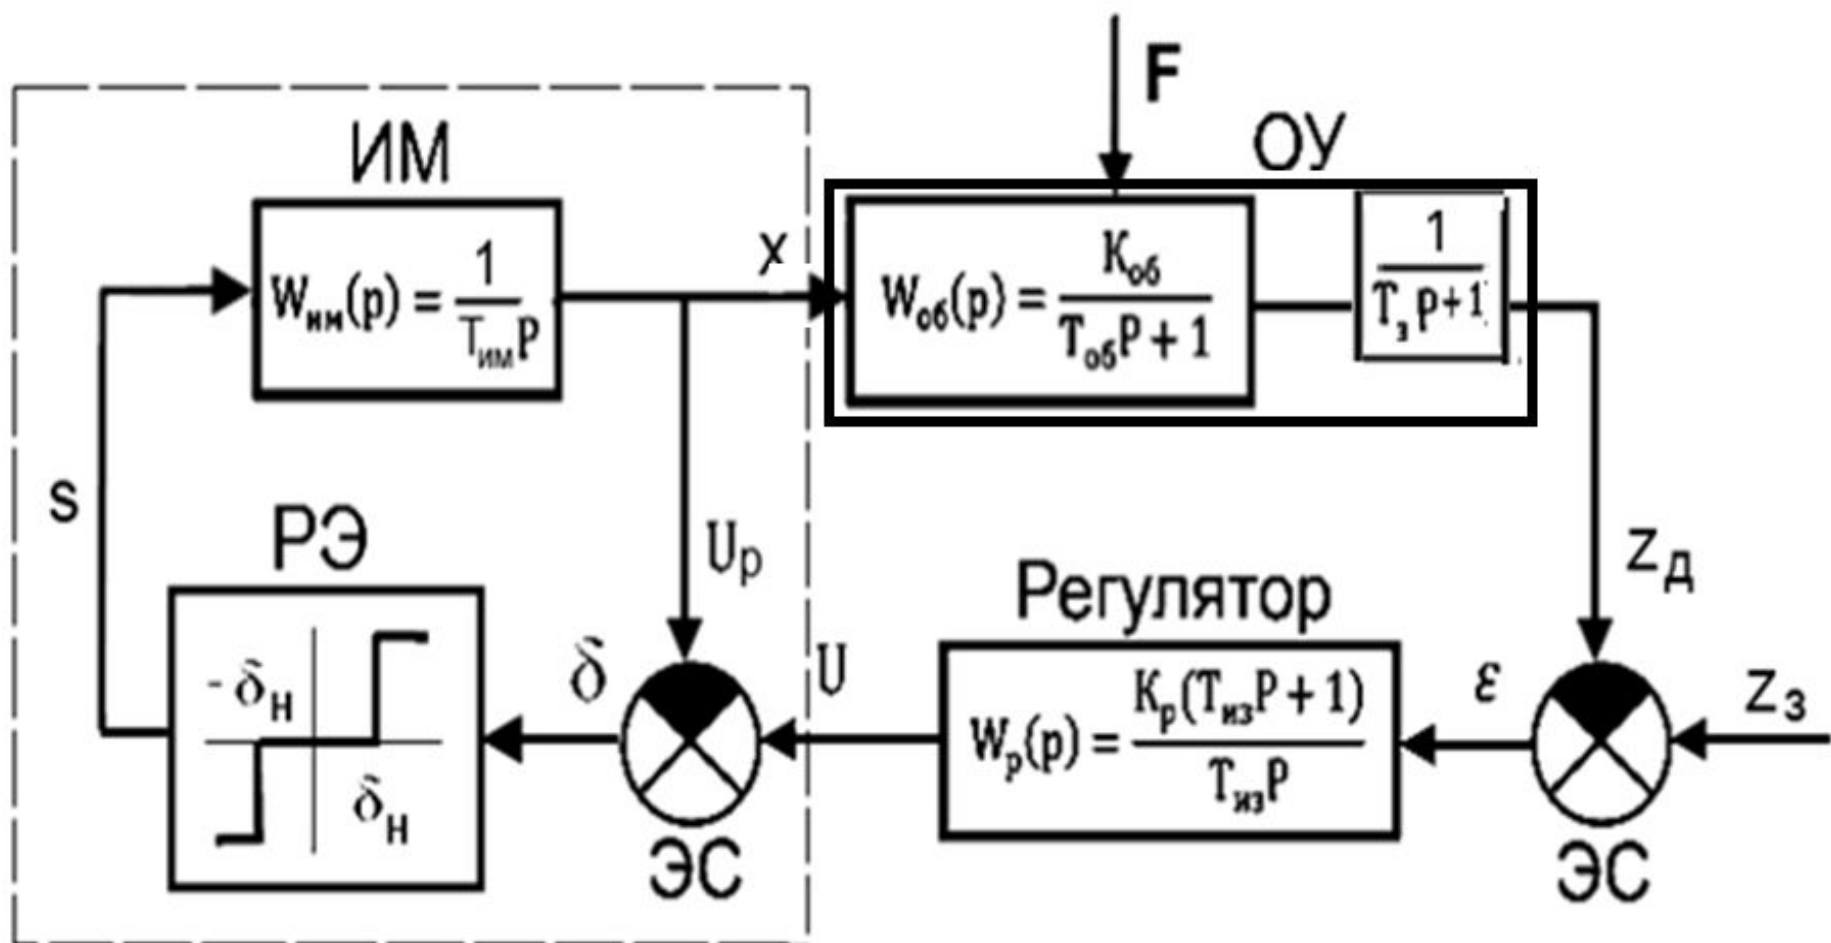 F
ИМ
ОУ
W_им(p) = 1 / T_им P
X
W_об(p) = K_об / T_об P + 1
1 / T_з P + 1
S
РЭ
U_p
Z_Д
Регулятор
- δ_Н
δ_Н
δ
U
W_p(p) = K_p(T_из P + 1) / T_из P
ε
Z_З
ЭС
ЭС